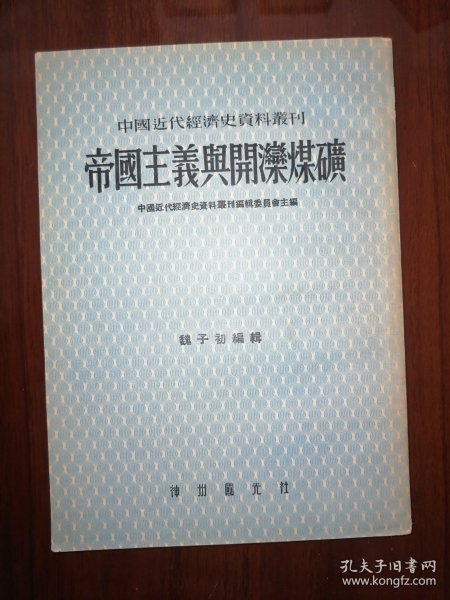 中國近代經濟史資料叢刊
帝國主義與開灤煤礦
中國近代經濟史資料叢刊編輯委員會主編
魏子初編輯
神州國光社
孔夫子旧书网
www.kongfz.com